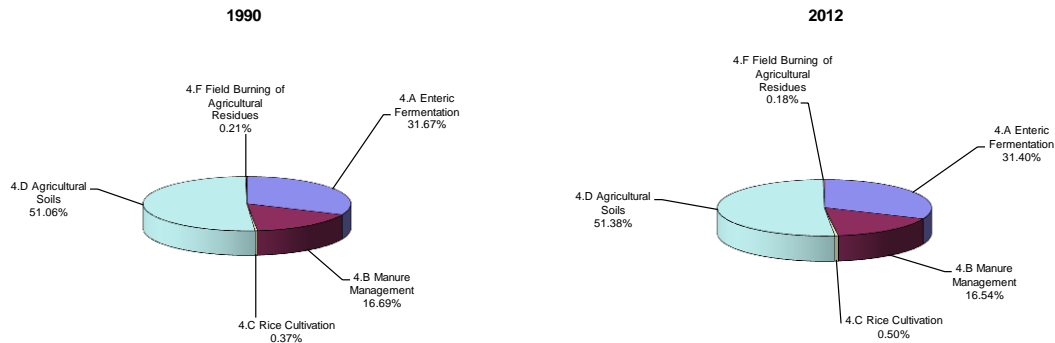 1990
4.F Field Burning of
Agricultural
Residues
0.21%
4.A Enteric
Fermentation
31.67%
4.D Agricultural
Soils
51.06%
4.B Manure
Management
16.69%
4.C Rice Cultivation
0.37%
2012
4.F Field Burning of
Agricultural
Residues
0.18%
4.A Enteric
Fermentation
31.40%
4.D Agricultural
Soils
51.38%
4.B Manure
Management
16.54%
4.C Rice Cultivation
0.50%